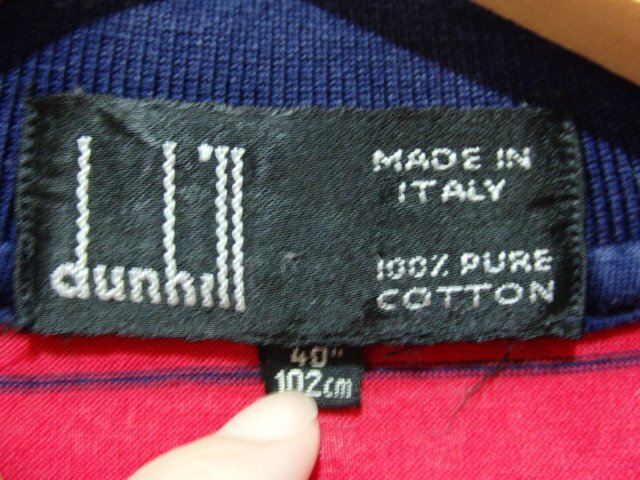 dunhill
MADE IN
ITALY
100% PURE
COTTON
40"
102cm